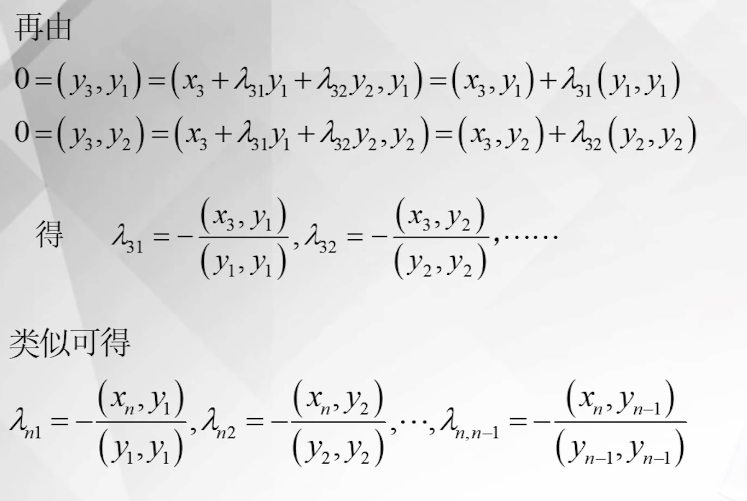 再由
0=(y₃,y₁)=(x₃+λ₃₁y₁+λ₃₂y₂,y₁)=(x₃,y₁)+λ₃₁(y₁,y₁)
0=(y₃,y₂)=(x₃+λ₃₁y₁+λ₃₂y₂,y₂)=(x₃,y₂)+λ₃₂(y₂,y₂)
得 λ₃₁=-(x₃,y₁)/(y₁,y₁),λ₃₂=-(x₃,y₂)/(y₂,y₂),……
类似可得
λₙ₁=-(xₙ,y₁)/(y₁,y₁),λₙ₂=-(xₙ,y₂)/(y₂,y₂),⋯,λₙ,ₙ₋₁=-(xₙ,yₙ₋₁)/(yₙ₋₁,yₙ₋₁)